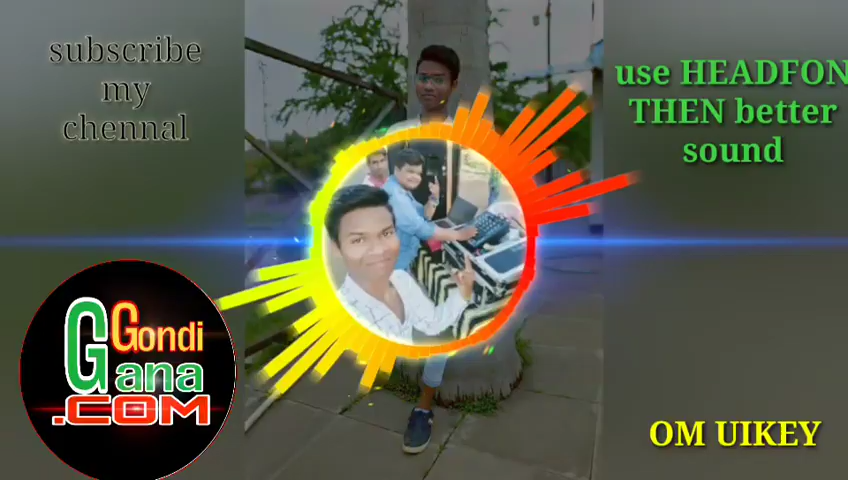 subscribe
my
chennal
use HEADFON
THEN better
sound
Gondi
Gana
.COM
OM UIKEY